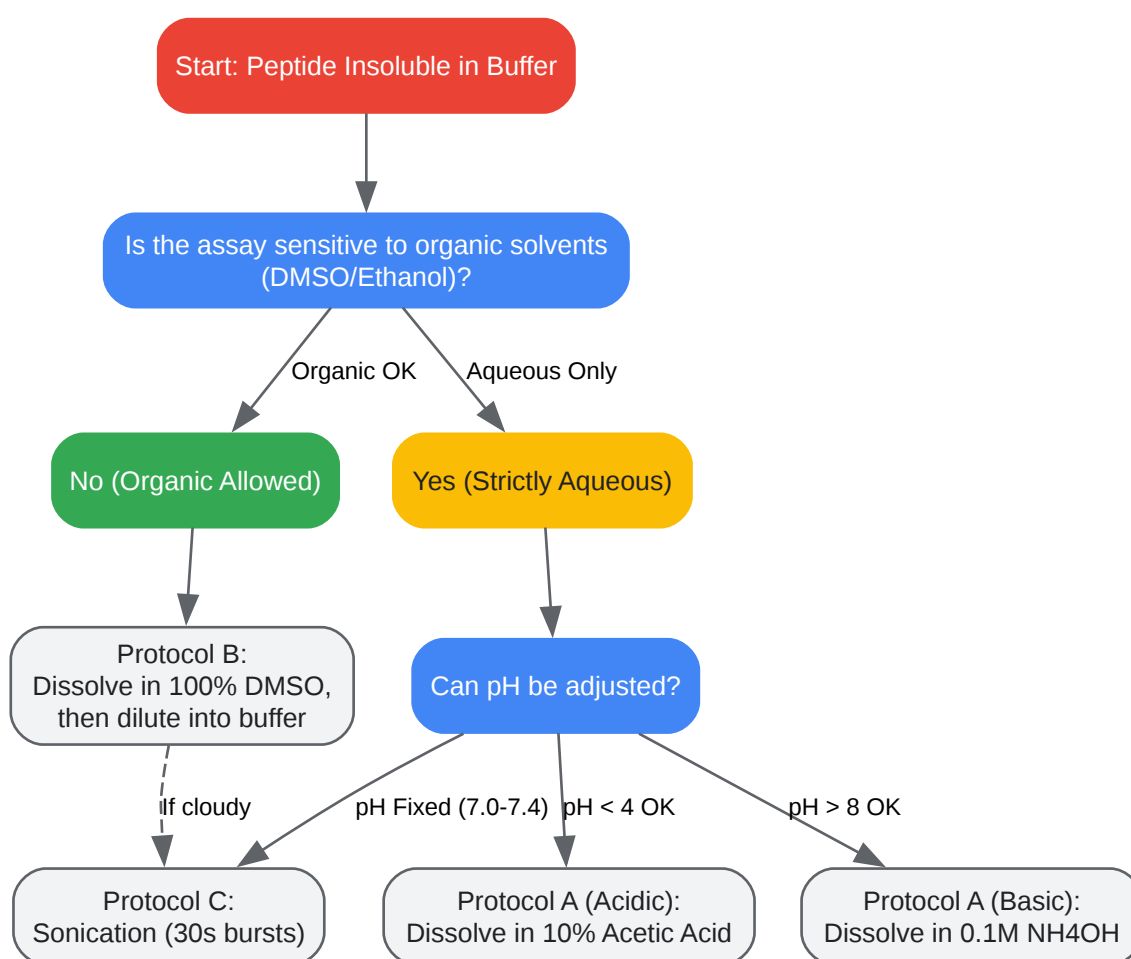 Start: Peptide Insoluble in Buffer
Is the assay sensitive to organic solvents
(DMSO/Ethanol)?
Organic OK
Aqueous Only
No (Organic Allowed)
Yes (Strictly Aqueous)
Protocol B:
Dissolve in 100% DMSO,
then dilute into buffer
Can pH be adjusted?
If cloudy
pH Fixed (7.0-7.4)
pH < 4 OK
pH > 8 OK
Protocol C:
Sonication (30s bursts)
Protocol A (Acidic):
Dissolve in 10% Acetic Acid
Protocol A (Basic):
Dissolve in 0.1M NH4OH